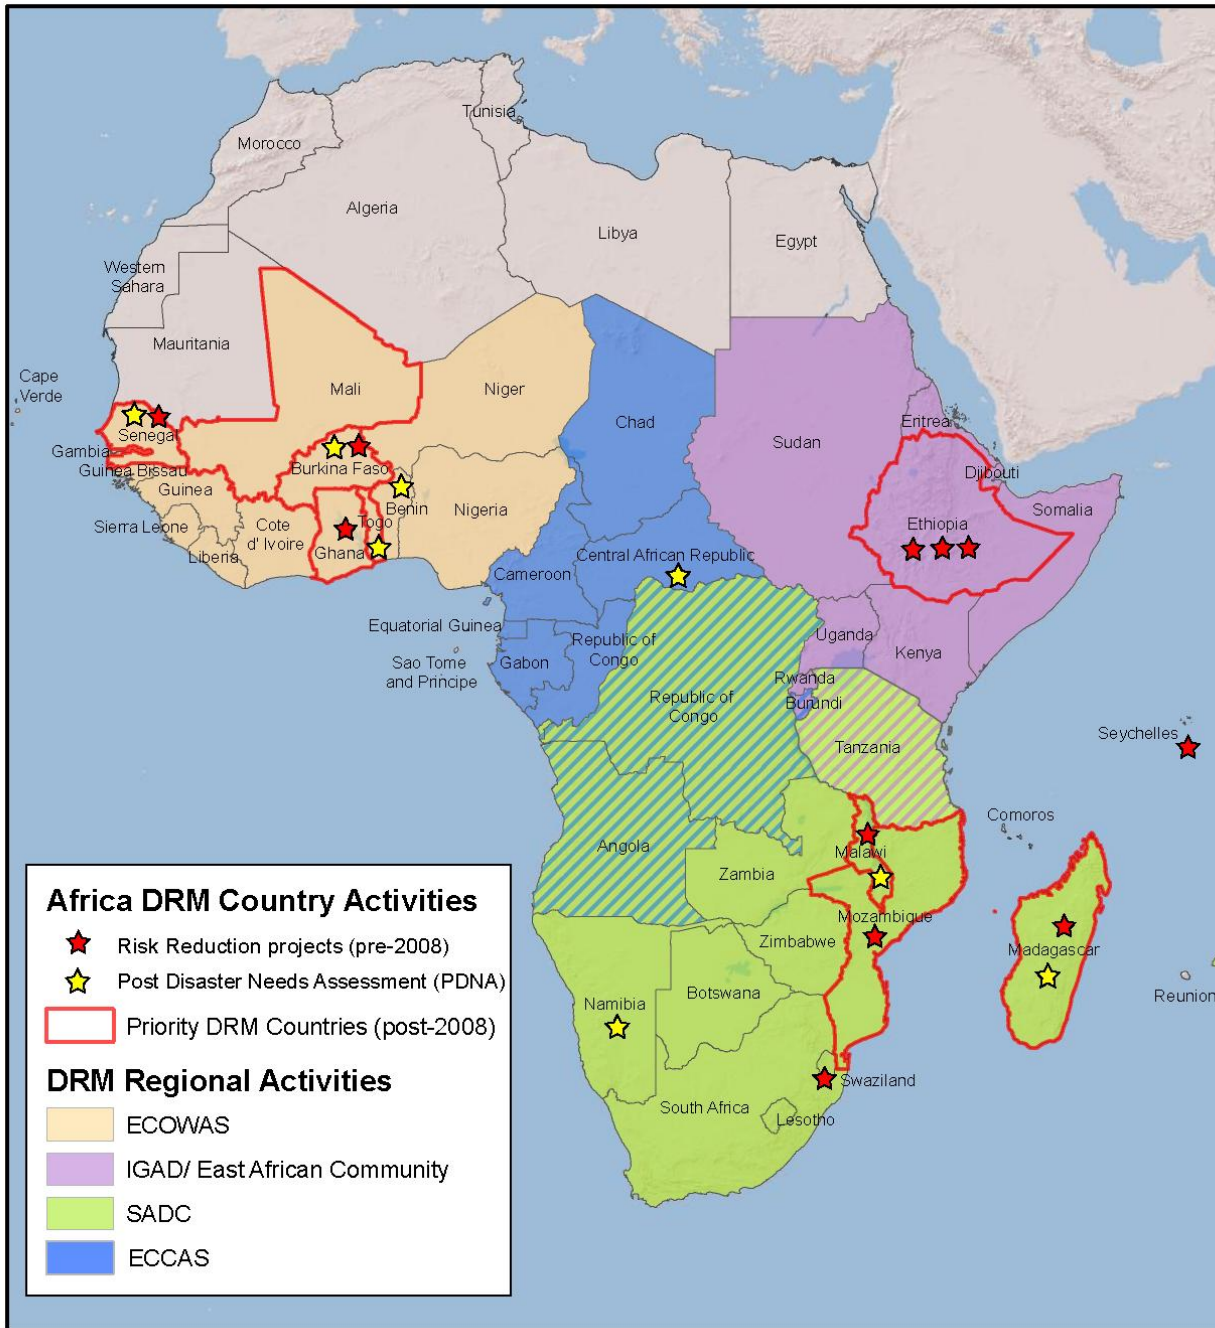 Tunisia
Morocco
Algeria
Libya
Egypt
Western
Sahara
Mauritania
Cape
Verde
Mali
Niger
Chad
Sudan
Eritrea
Senegal
Gambia
Guinea Bissau
Burkina Faso
Djibouti
Guinea
Benin
Nigeria
Somalia
Sierra Leone
Cote
d' Ivoire
Togo
Ethiopia
Liberia
Ghana
Central African Republic
Cameroon
Equatorial Guinea
Republic of
Congo
Uganda
Kenya
Sao Tome
and Principe
Gabon
Rwanda
Republic of
Congo
Burundi
Seychelles
Tanzania
Comoros
Angola
Malawi
Zambia
Mozambique
Zimbabwe
Madagascar
Botswana
Namibia
Reunion
Swaziland
South Africa
Lesotho
Africa DRM Country Activities
Risk Reduction projects (pre-2008)
Post Disaster Needs Assessment (PDNA)
Priority DRM Countries (post-2008)
DRM Regional Activities
ECOWAS
IGAD/ East African Community
SADC
ECCAS